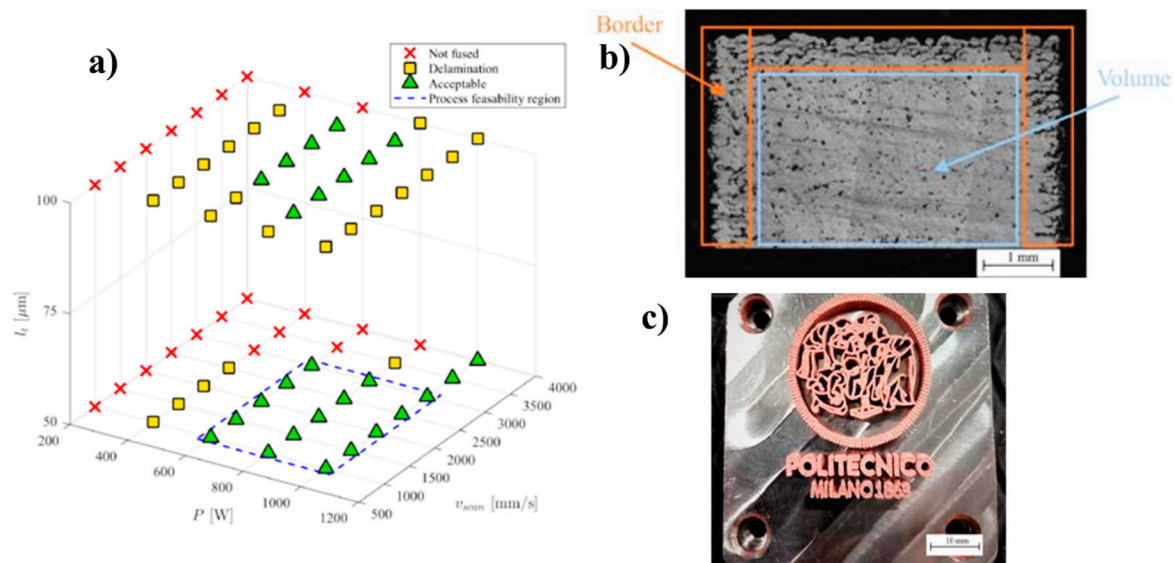 a)
Not fused
Delamination
Acceptable
Process feasability region
100
75
50
l_t [μm]
200
400
600
800
1000
1200
P [W]
500
1000
1500
2000
2500
3000
3500
4000
v_scan [mm/s]
b)
Border
Volume
1 mm
c)
POLITECNICO
MILANO 1863
10 mm